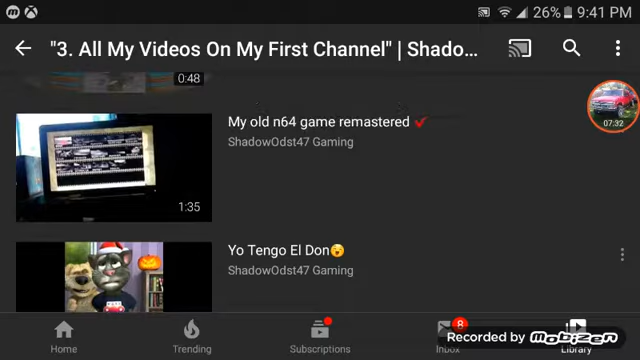 26% 9:41 PM
"3. All My Videos On My First Channel" | Shado...
0:48
My old n64 game remastered
ShadowOdst47 Gaming
07:32
1:35
Yo Tengo El Don
ShadowOdst47 Gaming
8
Home Trending Subscriptions Inbox Library
Recorded by Mobizen